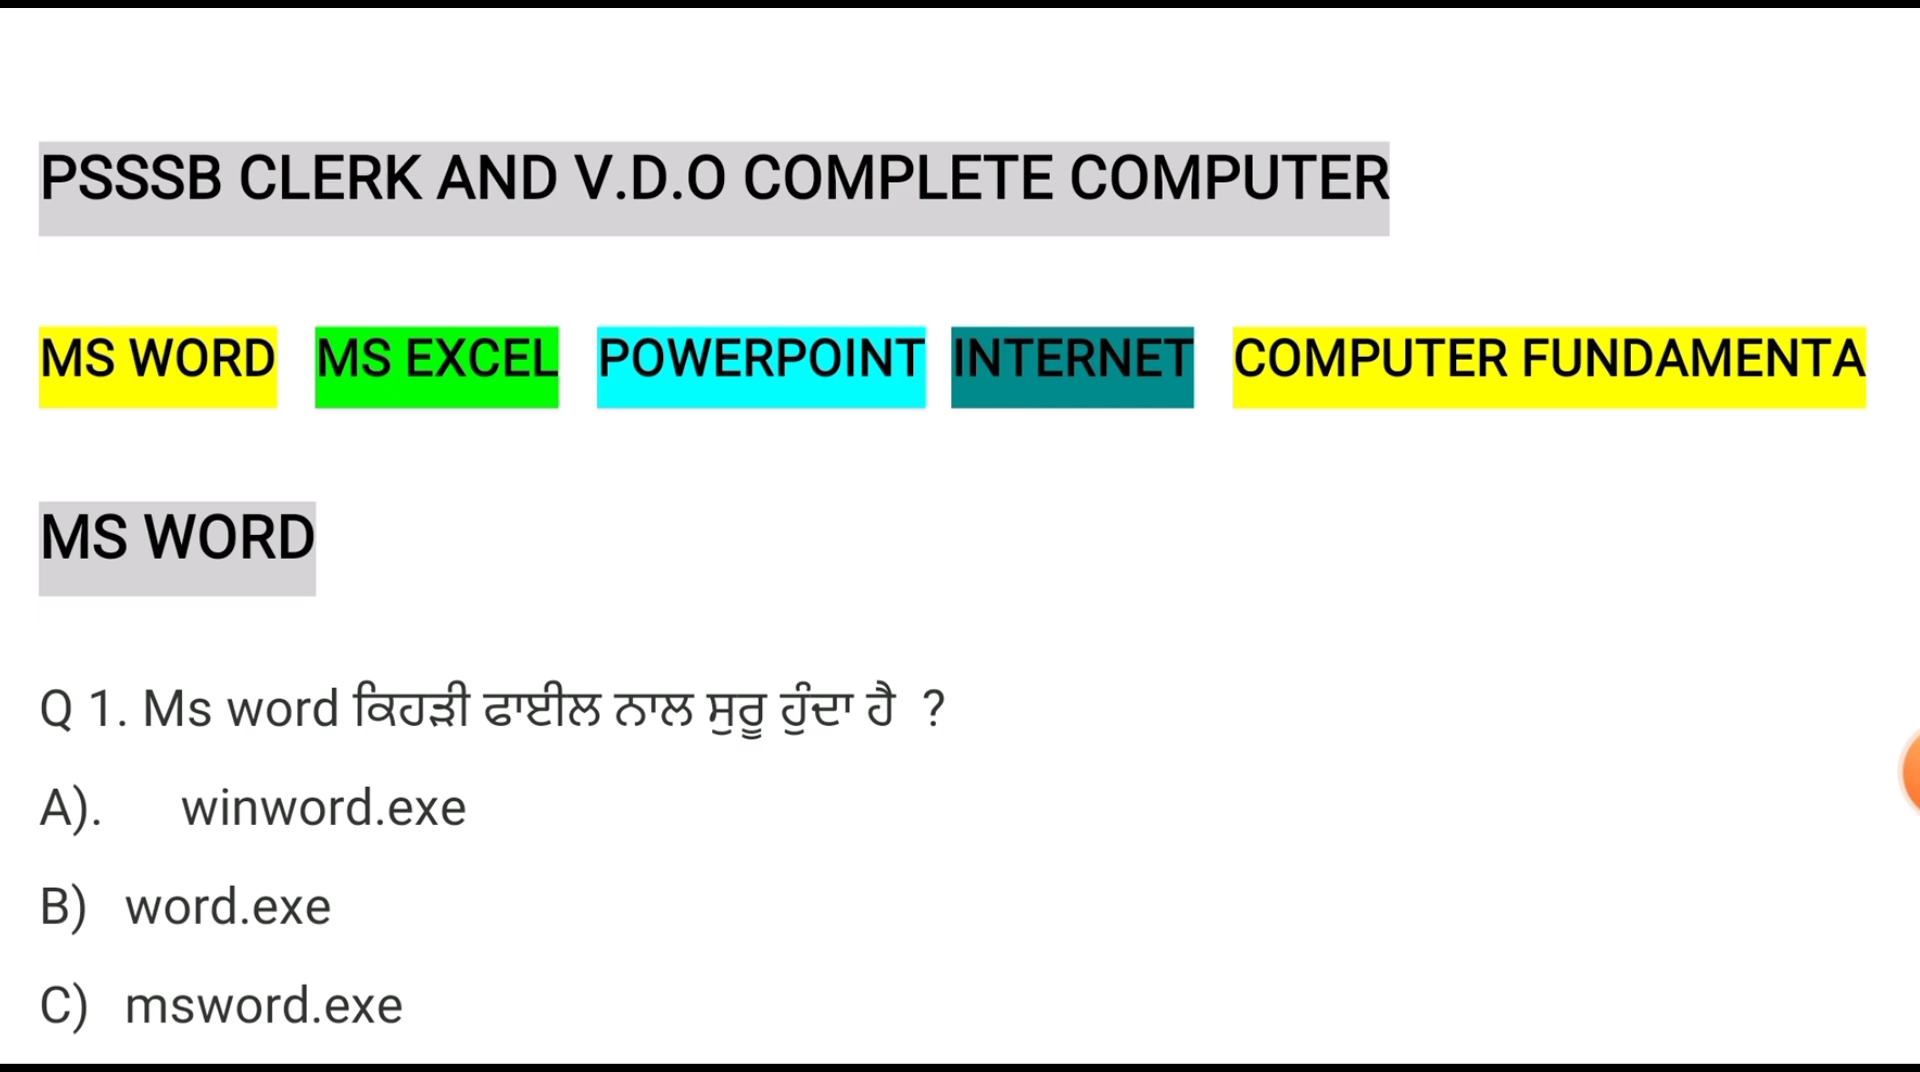 PSSSB CLERK AND V.D.O COMPLETE COMPUTER
MS WORD MS EXCEL POWERPOINT INTERNET COMPUTER FUNDAMENTA
MS WORD
Q 1. Ms word ਕਿਹੜੀ ਫਾਈਲ ਨਾਲ ਸੁਰੂ ਹੁੰਦਾ ਹੈ ?
A). winword.exe
B) word.exe
C) msword.exe